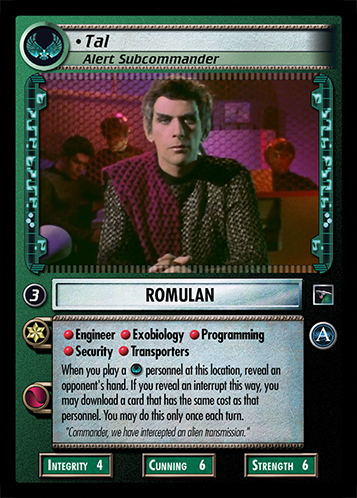 • Tal
Alert Subcommander
3
ROMULAN
A
• Engineer • Exobiology • Programming
• Security • Transporters
When you play a personnel at this location, reveal an
opponent's hand. If you reveal an interrupt this way, you
may download a card that has the same cost as that
personnel. You may do this only once each turn.
"Commander, we have intercepted an alien transmission."
INTEGRITY 4 CUNNING 6 STRENGTH 6